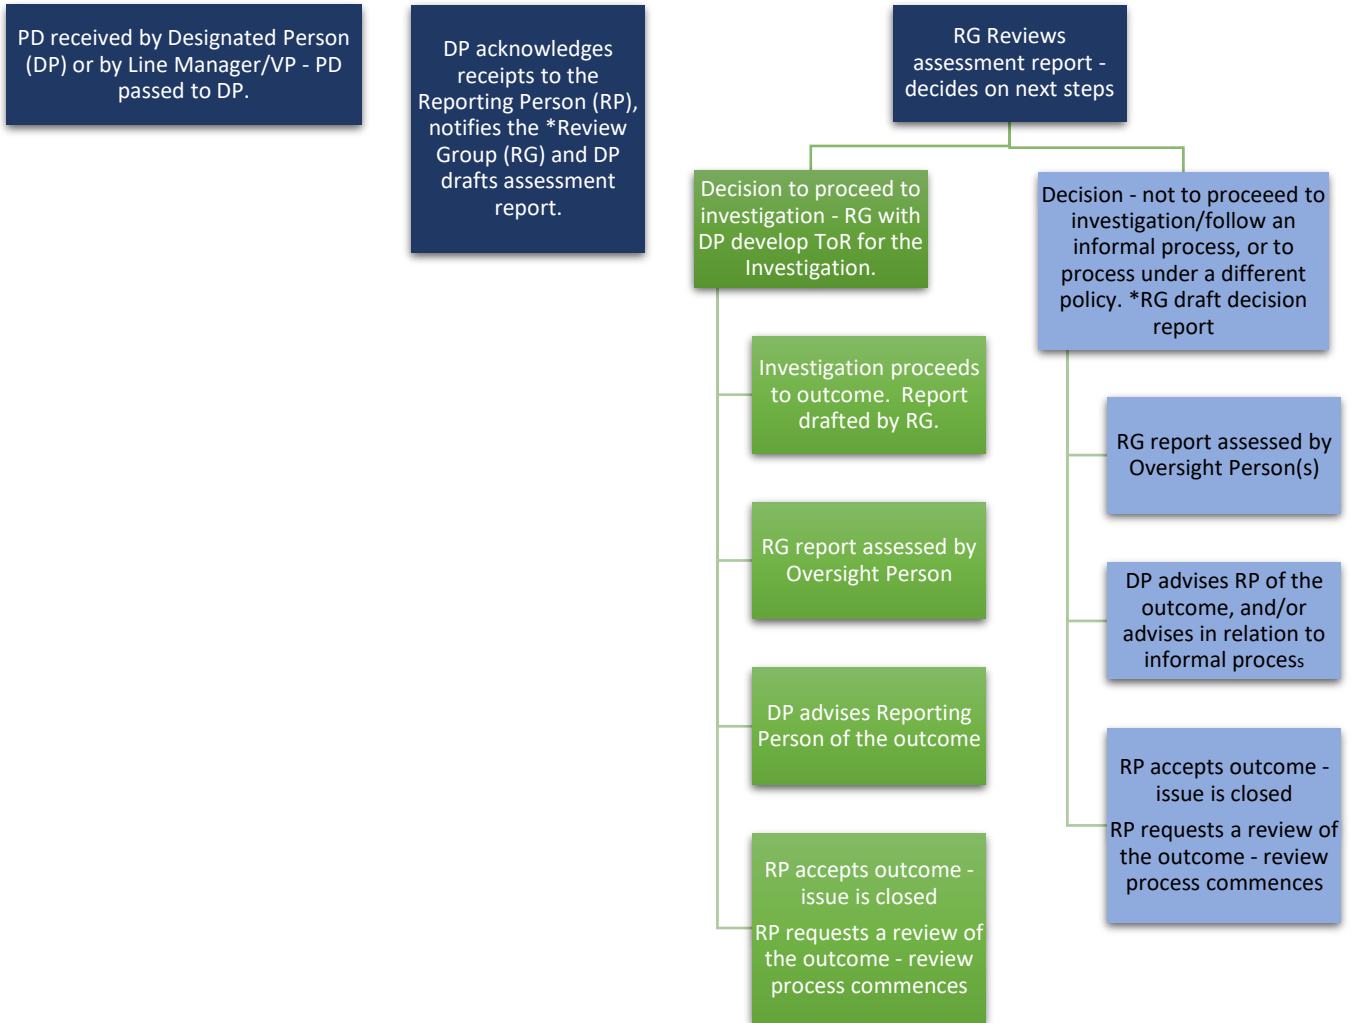 PD received by Designated Person
(DP) or by Line Manager/VP - PD
passed to DP.
DP acknowledges
receipts to the
Reporting Person (RP),
notifies the *Review
Group (RG) and DP
drafts assessment
report.
RG Reviews
assessment report -
decides on next steps
Decision to proceed to
investigation - RG with
DP develop ToR for the
Investigation.
Investigation proceeds
to outcome. Report
drafted by RG.
RG report assessed by
Oversight Person
DP advises Reporting
Person of the outcome
RP accepts outcome -
issue is closed
RP requests a review of
the outcome - review
process commences
Decision - not to proceeed to
investigation/follow an
informal process, or to
process under a different
policy. *RG draft decision
report
RG report assessed by
Oversight Person(s)
DP advises RP of the
outcome, and/or
advises in relation to
informal process
RP accepts outcome -
issue is closed
RP requests a review of
the outcome - review
process commences